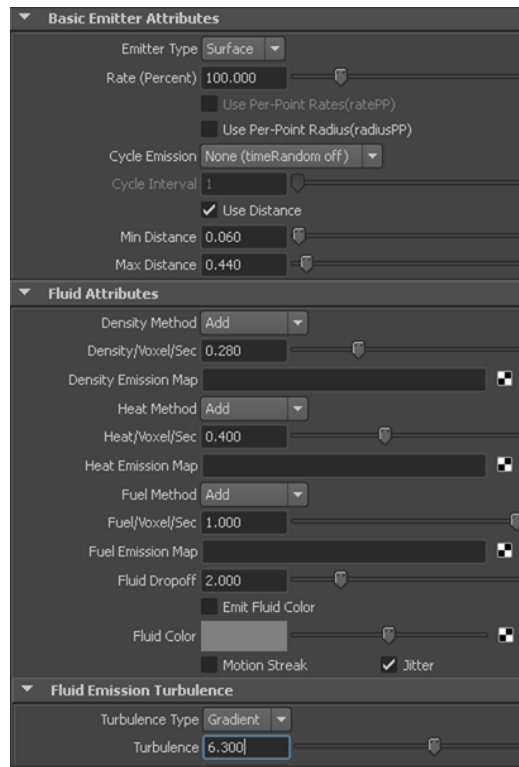 Basic Emitter Attributes
Emitter Type Surface
Rate (Percent) 100.000
Use Per-Point Rates(ratePP)
Use Per-Point Radius(radiusPP)
Cycle Emission None (timeRandom off)
Cycle Interval 1
Use Distance
Min Distance 0.060
Max Distance 0.440
Fluid Attributes
Density Method Add
Density/Voxel/Sec 0.280
Density Emission Map
Heat Method Add
Heat/Voxel/Sec 0.400
Heat Emission Map
Fuel Method Add
Fuel/Voxel/Sec 1.000
Fuel Emission Map
Fluid Dropoff 2.000
Emit Fluid Color
Fluid Color
Motion Streak Jitter
Fluid Emission Turbulence
Turbulence Type Gradient
Turbulence 6.300